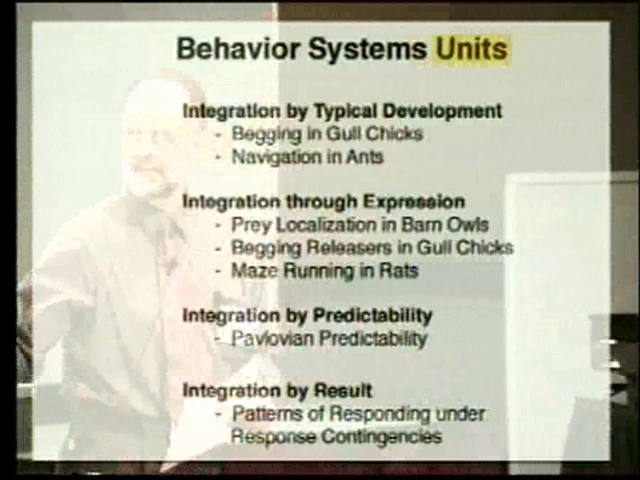 Behavior Systems Units
Integration by Typical Development
- Begging in Gull Chicks
- Navigation in Ants
Integration through Expression
- Prey Localization in Barn Owls
- Begging Releasers in Gull Chicks
- Maze Running in Rats
Integration by Predictability
- Pavlovian Predictability
Integration by Result
- Patterns of Responding under
Response Contingencies